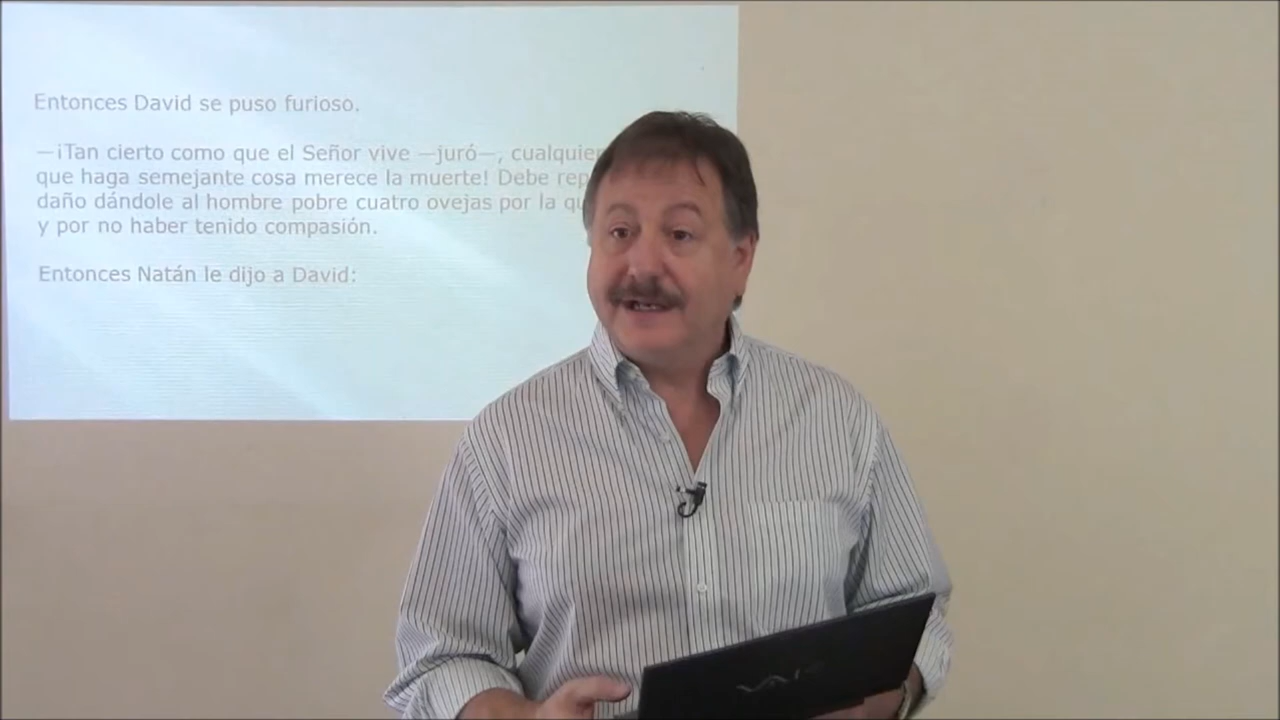 Entonces David se puso furioso.
—¡Tan cierto como que el Señor vive —juró—, cualquier
que haga semejante cosa merece la muerte! Debe
daño dándole al hombre pobre cuatro ovejas por la
y por no haber tenido compasión.
Entonces Natán le dijo a David:
VAIO